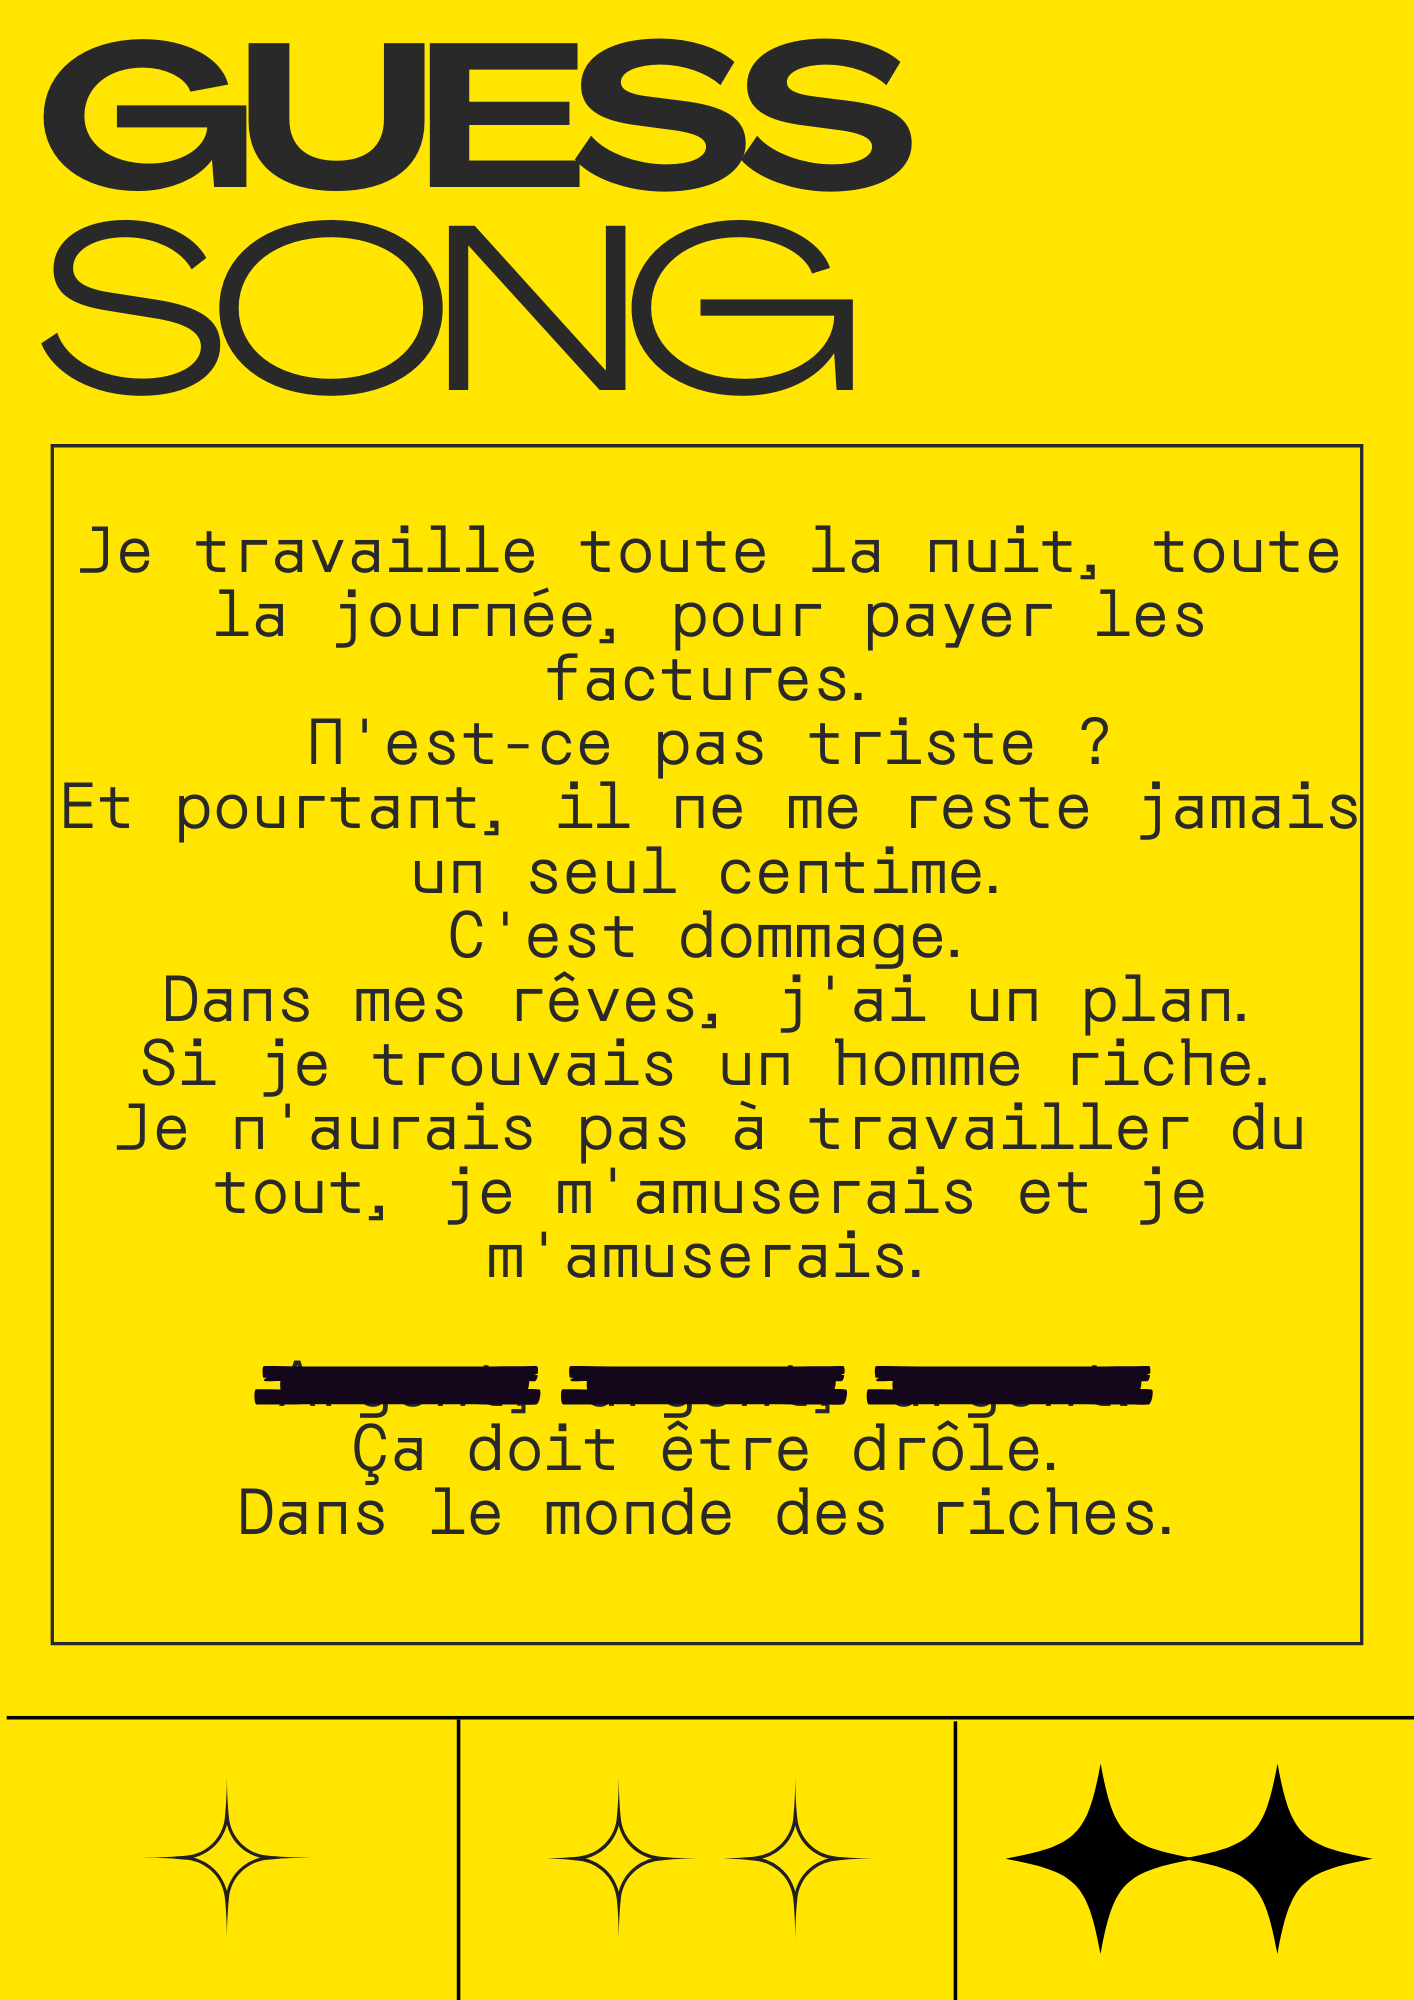 GUESS
SONG
Je travaille toute la nuit, toute
la journée, pour payer les
factures.
N'est-ce pas triste ?
Et pourtant, il ne me reste jamais
un seul centime.
C'est dommage.
Dans mes rêves, j'ai un plan.
Si je trouvais un homme riche.
Je n'aurais pas à travailler du
tout, je m'amuserais et je
m'amuserais.
Ça doit être drôle.
Dans le monde des riches.